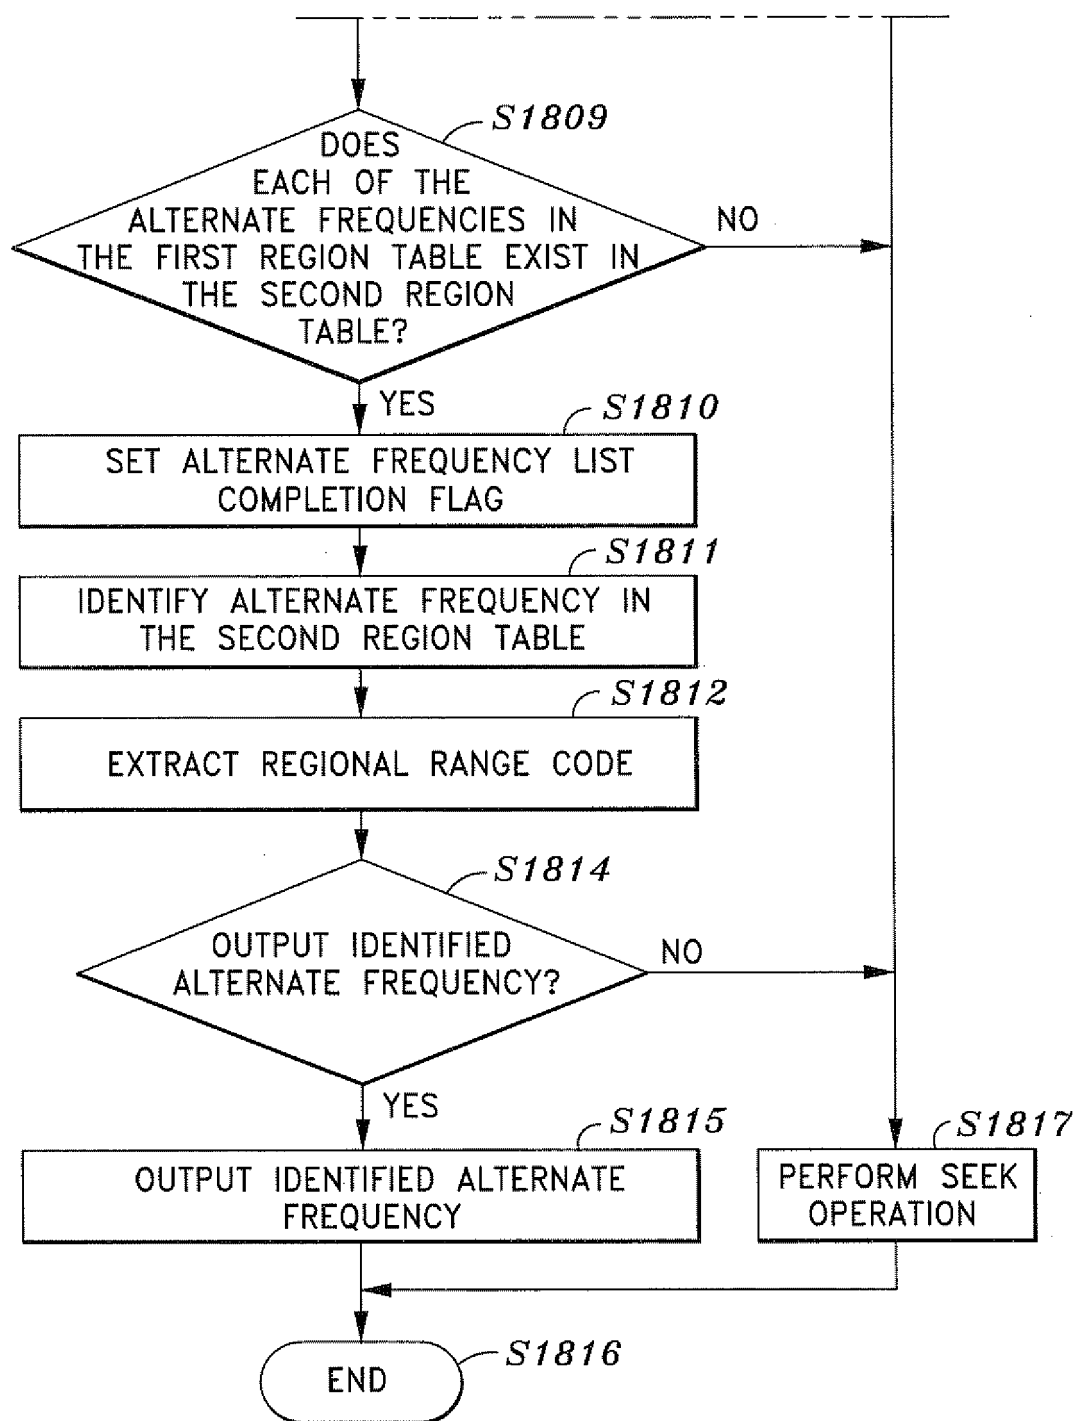 S1809
DOES
EACH OF THE
ALTERNATE FREQUENCIES IN
THE FIRST REGION TABLE EXIST IN
THE SECOND REGION
TABLE?
NO
YES
S1810
SET ALTERNATE FREQUENCY LIST
COMPLETION FLAG
S1811
IDENTIFY ALTERNATE FREQUENCY IN
THE SECOND REGION TABLE
S1812
EXTRACT REGIONAL RANGE CODE
S1814
OUTPUT IDENTIFIED
ALTERNATE FREQUENCY?
NO
YES
S1815
OUTPUT IDENTIFIED ALTERNATE
FREQUENCY
S1817
PERFORM SEEK
OPERATION
END
S1816